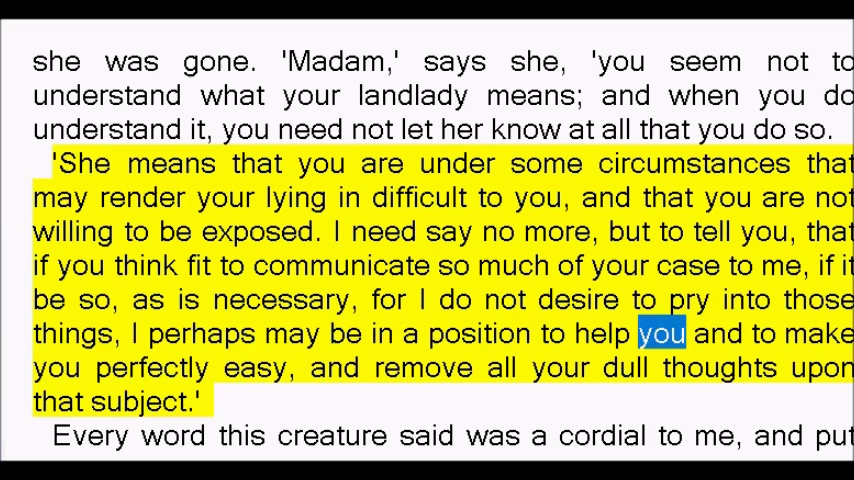 she was gone. 'Madam,' says she, 'you seem not to
understand what your landlady means; and when you do
understand it, you need not let her know at all that you do so.
'She means that you are under some circumstances that
may render your lying in difficult to you, and that you are not
willing to be exposed. I need say no more, but to tell you, that
if you think fit to communicate so much of your case to me, if it
be so, as is necessary, for I do not desire to pry into those
things, I perhaps may be in a position to help you and to make
you perfectly easy, and remove all your dull thoughts upon
that subject.'
Every word this creature said was a cordial to me, and put